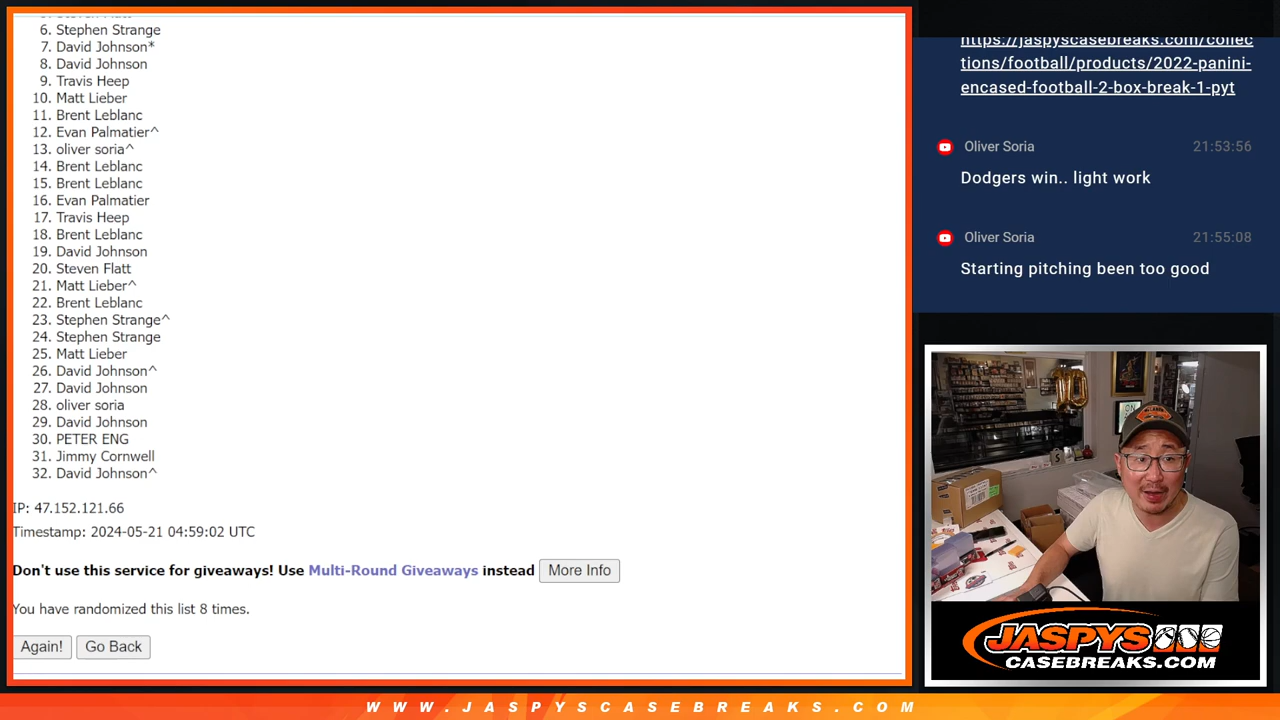 6. Stephen Strange
7. David Johnson*
8. David Johnson
9. Travis Heep
10. Matt Lieber
11. Brent Leblanc
12. Evan Palmatier^
13. oliver soria^
14. Brent Leblanc
15. Brent Leblanc
16. Evan Palmatier
17. Travis Heep
18. Brent Leblanc
19. David Johnson
20. Steven Flatt
21. Matt Lieber^
22. Brent Leblanc
23. Stephen Strange^
24. Stephen Strange
25. Matt Lieber
26. David Johnson^
27. David Johnson
28. oliver soria
29. David Johnson
30. PETER ENG
31. Jimmy Cornwell
32. David Johnson^
IP: 47.152.121.66
Timestamp: 2024-05-21 04:59:02 UTC
Don't use this service for giveaways! Use Multi-Round Giveaways instead More Info
You have randomized this list 8 times.
Again! Go Back
https://jaspyscasebreaks.com/collec
tions/football/products/2022-panini-
encased-football-2-box-break-1-pyt
Oliver Soria 21:53:56
Dodgers win.. light work
Oliver Soria 21:55:08
Starting pitching been too good
10
JASPYS
CASEBREAKS.COM
WWW.JASPYSCASEBREAKS.COM